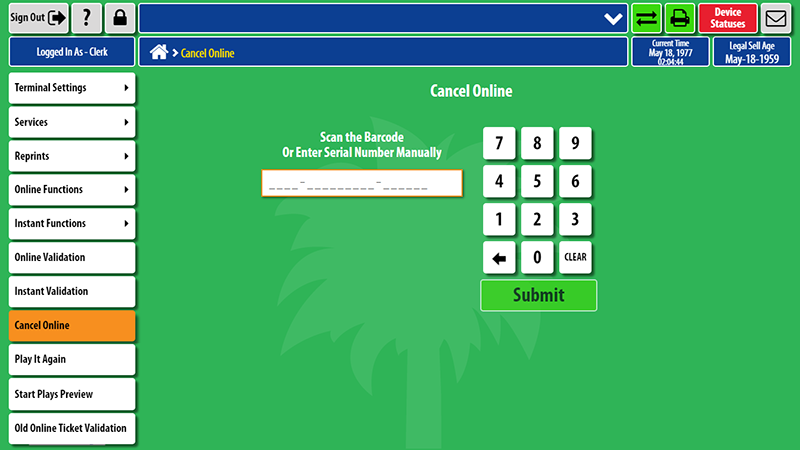 Sign Out
?
Device
Statuses
Logged In As - Clerk
Cancel Online
Current Time
May 18, 1977
02:04:44
Legal Sell Age
May-18-1959
Terminal Settings
Services
Reprints
Online Functions
Instant Functions
Online Validation
Instant Validation
Cancel Online
Play It Again
Start Plays Preview
Old Online Ticket Validation
Cancel Online
Scan the Barcode
Or Enter Serial Number Manually
____-_________-______
7 8 9
4 5 6
1 2 3
0 CLEAR
Submit